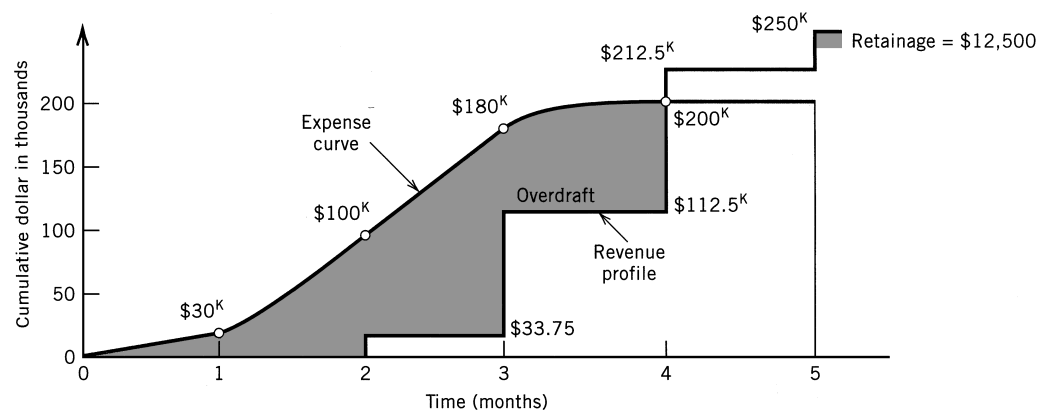 $250ᴷ
Retainage = $12,500
$212.5ᴷ
Cumulative dollar in thousands
200
150
100
50
0
$180ᴷ
Expense
curve
$200ᴷ
$100ᴷ
Overdraft
$112.5ᴷ
Revenue
profile
$30ᴷ
$33.75
0
1
2
3
4
5
Time (months)